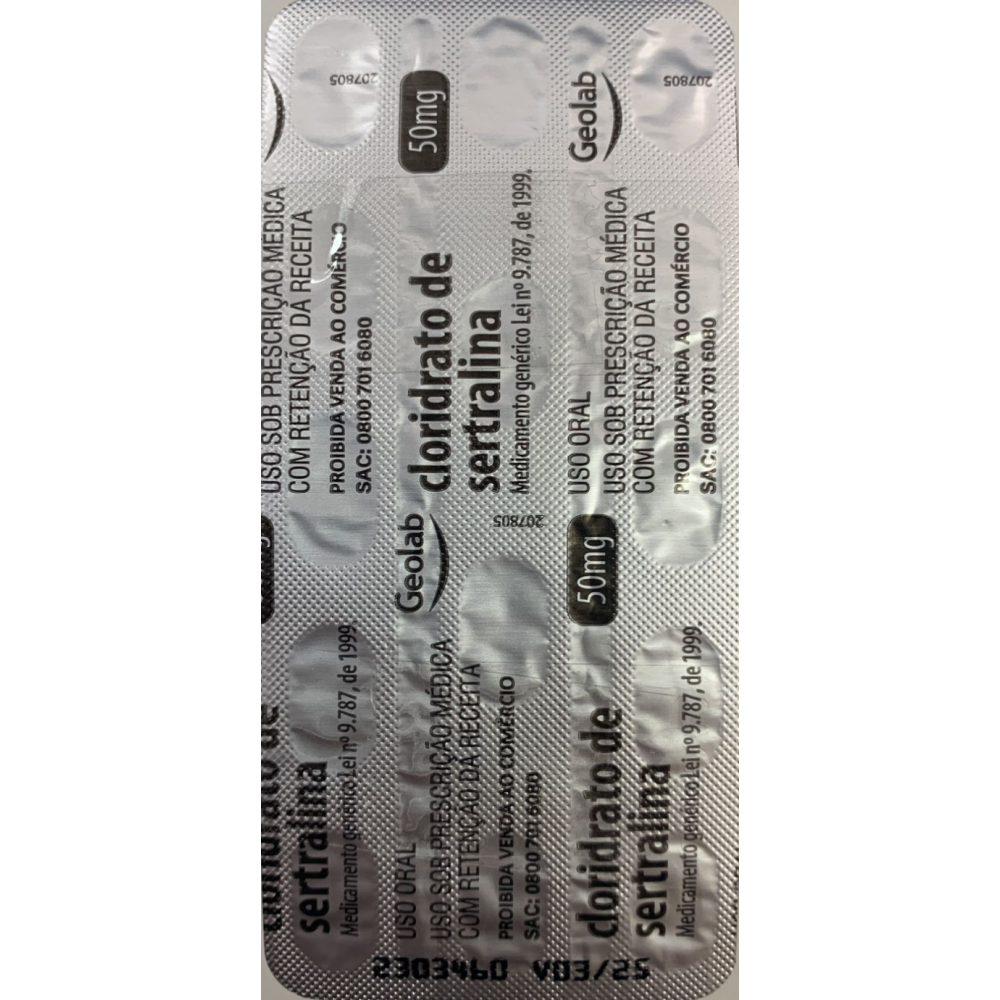 USO SOB PRESCRIÇÃO MÉDICA
COM RETENÇÃO DA RECEITA
PROIBIDA VENDA AO COMÉRCIO
SAC: 0800 701 6080
207805
cloridrato de
sertralina
Medicamento genérico Lei nº 9.787, de 1999.
50mg
cloridrato de
sertralina
Medicamento genérico Lei nº 9.787, de 1999.
207805
Geolab
USO ORAL
USO SOB PRESCRIÇÃO MÉDICA
COM RETENÇÃO DA RECEITA
PROIBIDA VENDA AO COMÉRCIO
SAC: 0800 701 6080
Geolab
207805
USO ORAL
USO SOB PRESCRIÇÃO MÉDICA
COM RETENÇÃO DA RECEITA
PROIBIDA VENDA AO COMÉRCIO
SAC: 0800 701 6080
50mg
cloridrato de
sertralina
Medicamento genérico Lei nº 9.787, de 1999
2303460 V03/25